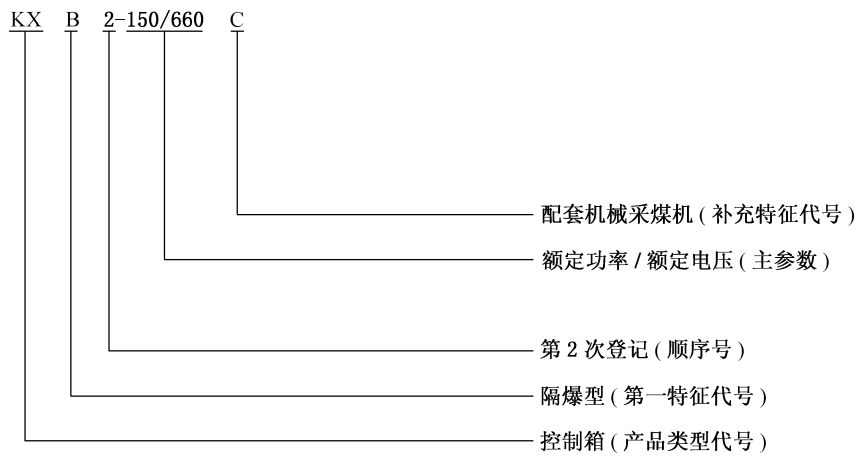 KX B 2-150/660 C
配套机械采煤机(补充特征代号)
额定功率/额定电压(主参数)
第2次登记(顺序号)
隔爆型(第一特征代号)
控制箱(产品类型代号)